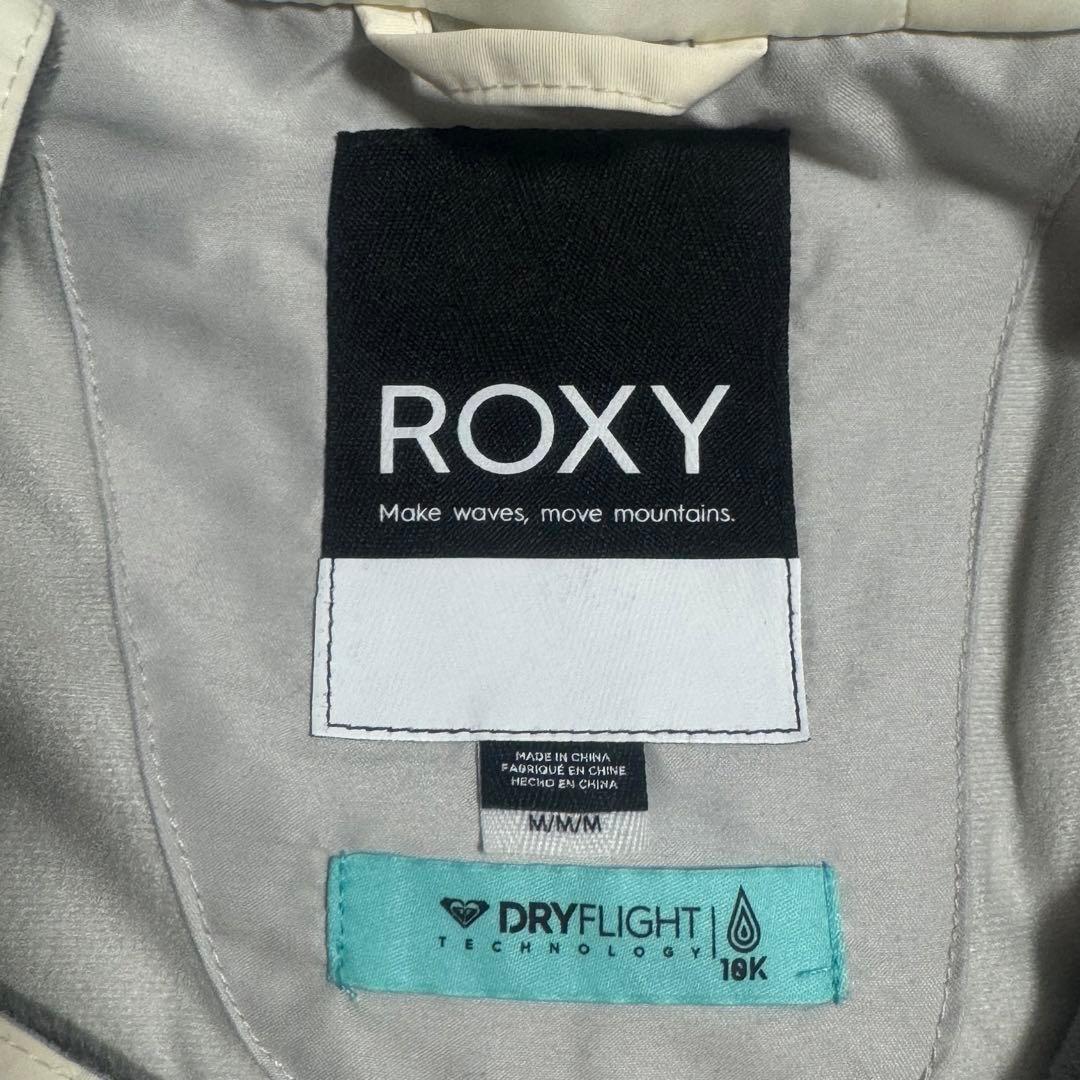 ROXY
Make waves, move mountains.
MADE IN CHINA
FABRIQUÉ EN CHINE
HECHO EN CHINA
M/M/M
DRYFLIGHT
TECHNOLOGY
10K